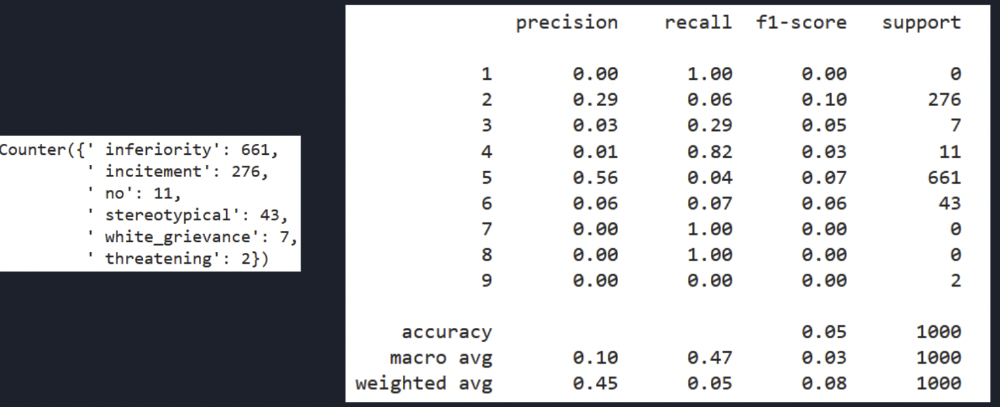 Counter({' inferiority': 661,
' incitement': 276,
' no': 11,
' stereotypical': 43,
' white_grievance': 7,
' threatening': 2})
precision recall f1-score support
1 0.00 1.00 0.00 0
2 0.29 0.06 0.10 276
3 0.03 0.29 0.05 7
4 0.01 0.82 0.03 11
5 0.56 0.04 0.07 661
6 0.06 0.07 0.06 43
7 0.00 1.00 0.00 0
8 0.00 1.00 0.00 0
9 0.00 0.00 0.00 2
accuracy 0.05 1000
macro avg 0.10 0.47 0.03 1000
weighted avg 0.45 0.05 0.08 1000